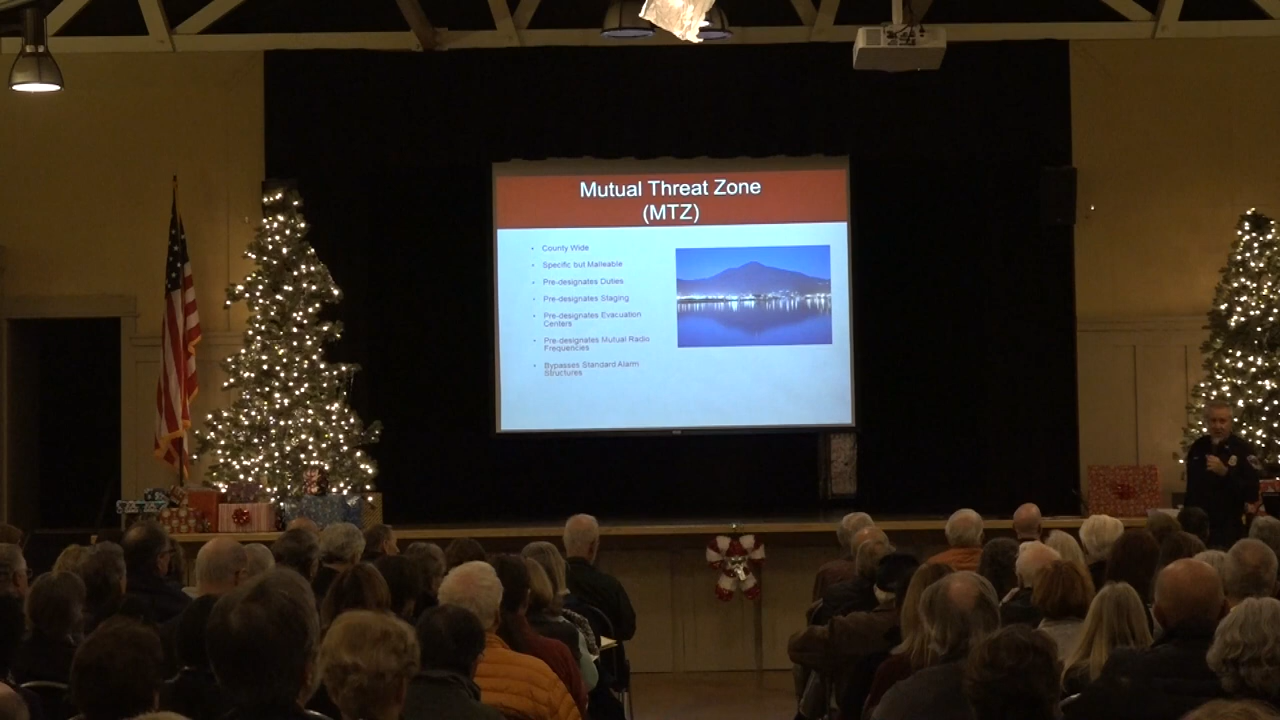 Mutual Threat Zone
(MTZ)
• County Wide
• Specific but Malleable
• Pre-designates Duties
• Pre-designates Staging
• Pre-designates Evacuation
Centers
• Pre-designates Mutual Radio
Frequencies
• Bypasses Standard Alarm
Structures